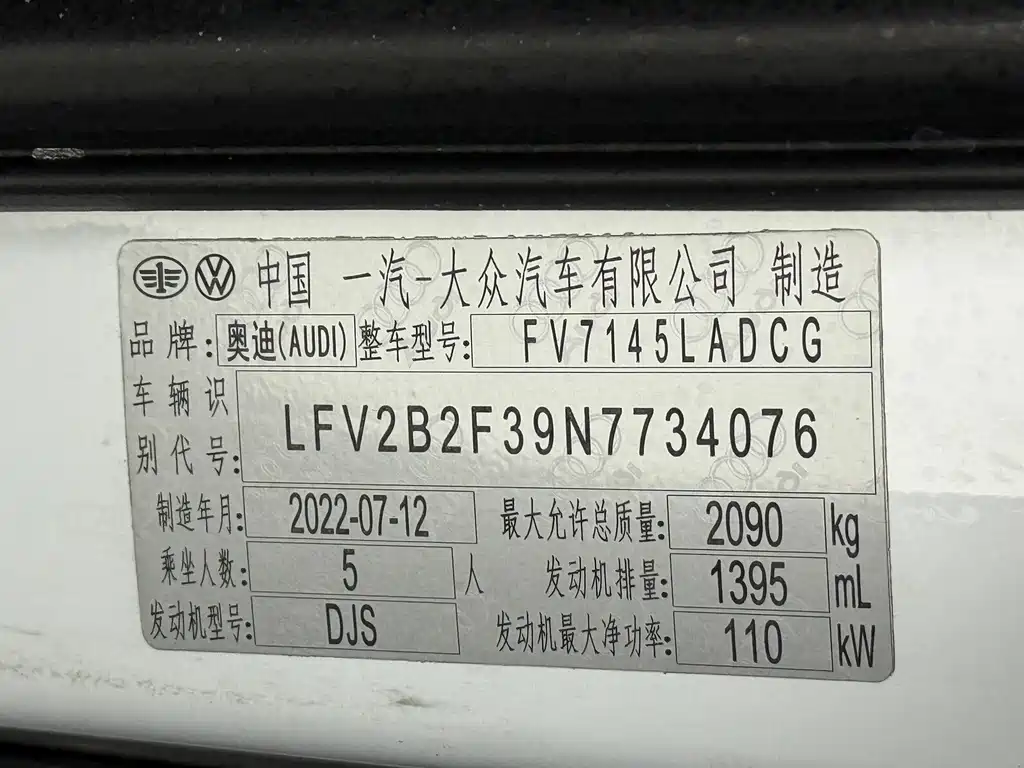 中国 一汽-大众汽车有限公司 制造
品牌: 奥迪(AUDI) 整车型号: FV7145LADCG
车辆识别代号: LFV2B2F39N7734076
制造年月: 2022-07-12 最大允许总质量: 2090 kg
乘坐人数: 5 人 发动机排量: 1395 mL
发动机型号: DJS 发动机最大净功率: 110 kW